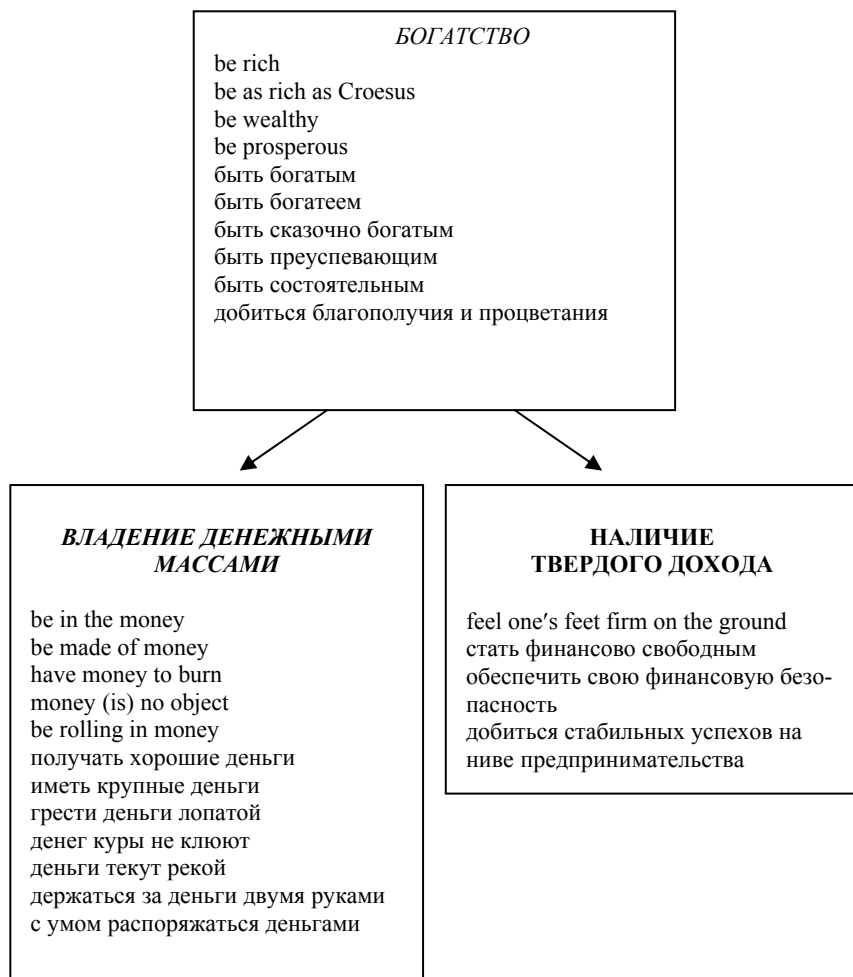 БОГАТСТВО
be rich
be as rich as Croesus
be wealthy
be prosperous
быть богатым
быть богатеем
быть сказочно богатым
быть преуспевающим
быть состоятельным
добиться благополучия и процветания
ВЛАДЕНИЕ ДЕНЕЖНЫМИ
МАССАМИ
be in the money
be made of money
have money to burn
money (is) no object
be rolling in money
получать хорошие деньги
иметь крупные деньги
грести деньги лопатой
денег куры не клюют
деньги текут рекой
держаться за деньги двумя руками
с умом распоряжаться деньгами
НАЛИЧИЕ
ТВЕРДОГО ДОХОДА
feel one′s feet firm on the ground
стать финансово свободным
обеспечить свою финансовую безо-
пасность
добиться стабильных успехов на
ниве предпринимательства